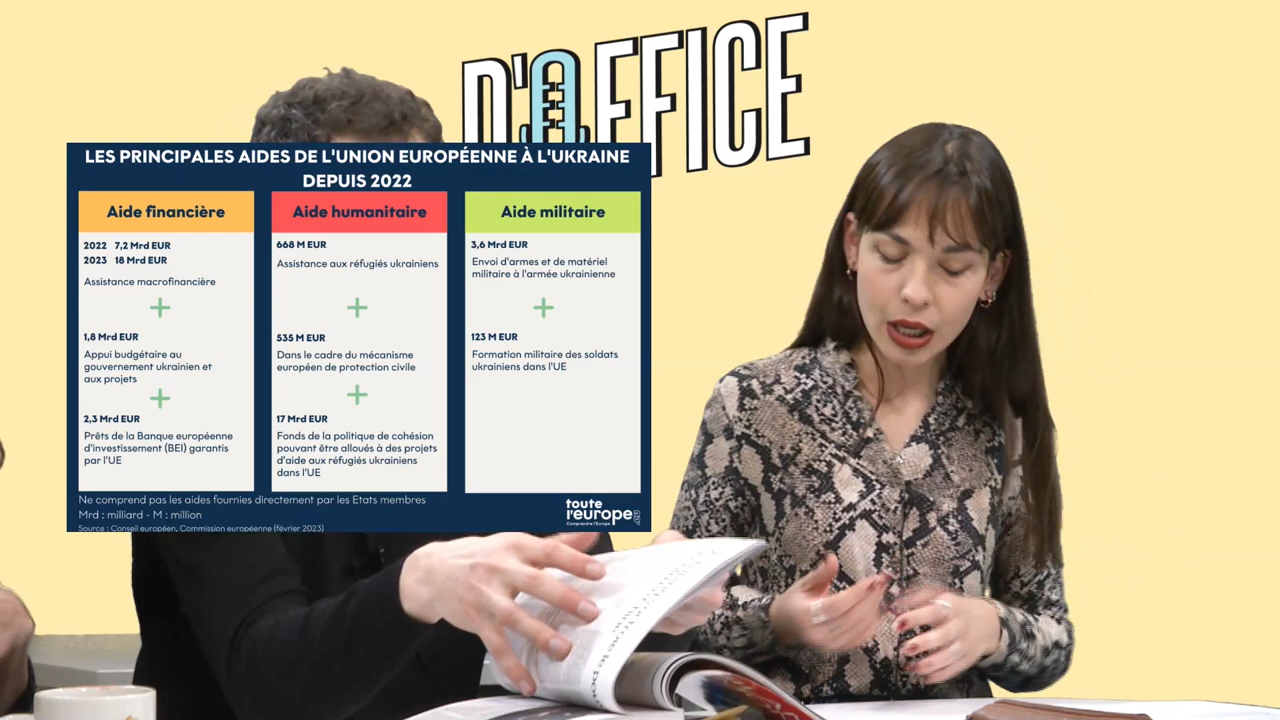 D'OFFICE
LES PRINCIPALES AIDES DE L'UNION EUROPÉENNE À L'UKRAINE
DEPUIS 2022
Aide financière
2022 7,2 Mrd EUR
2023 18 Mrd EUR
Assistance macrofinancière
+
1,8 Mrd EUR
Appui budgétaire au
gouvernement ukrainien et
aux projets
+
2,3 Mrd EUR
Prêts de la Banque européenne
d'investissement (BEI) garantis
par l'UE
Aide humanitaire
668 M EUR
Assistance aux réfugiés ukrainiens
+
535 M EUR
Dans le cadre du mécanisme
européen de protection civile
+
17 Mrd EUR
Fonds de la politique de cohésion
pouvant être alloués à des projets
d'aide aux réfugiés ukrainiens
dans l'UE
Aide militaire
3,6 Mrd EUR
Envoi d'armes et de matériel
militaire à l'armée ukrainienne
+
123 M EUR
Formation militaire des soldats
ukrainiens dans l'UE
Ne comprend pas les aides fournies directement par les Etats membres
Mrd : milliard - M : million
Source : Conseil européen, Commission européenne (février 2023)
toute
l'europe
Comprendre l'Europe